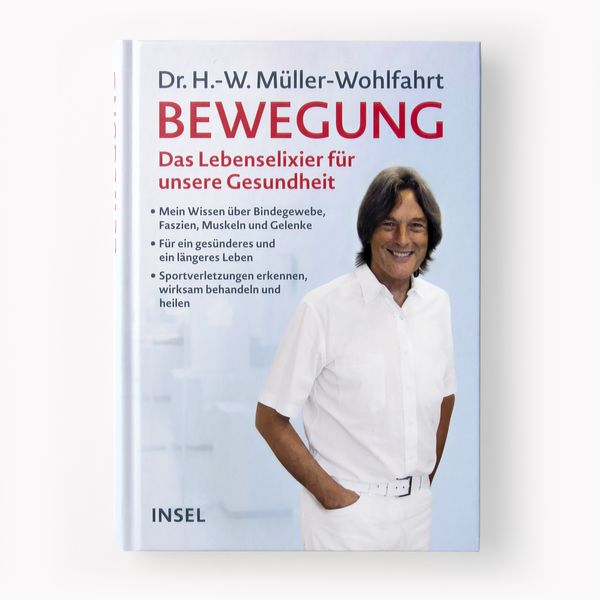 Dr. H.-W. Müller-Wohlfahrt
BEWEGUNG
Das Lebenselixier für
unsere Gesundheit
• Mein Wissen über Bindegewebe,
Faszien, Muskeln und Gelenke
• Für ein gesünderes und
ein längeres Leben
• Sportverletzungen erkennen,
wirksam behandeln und
heilen
INSEL